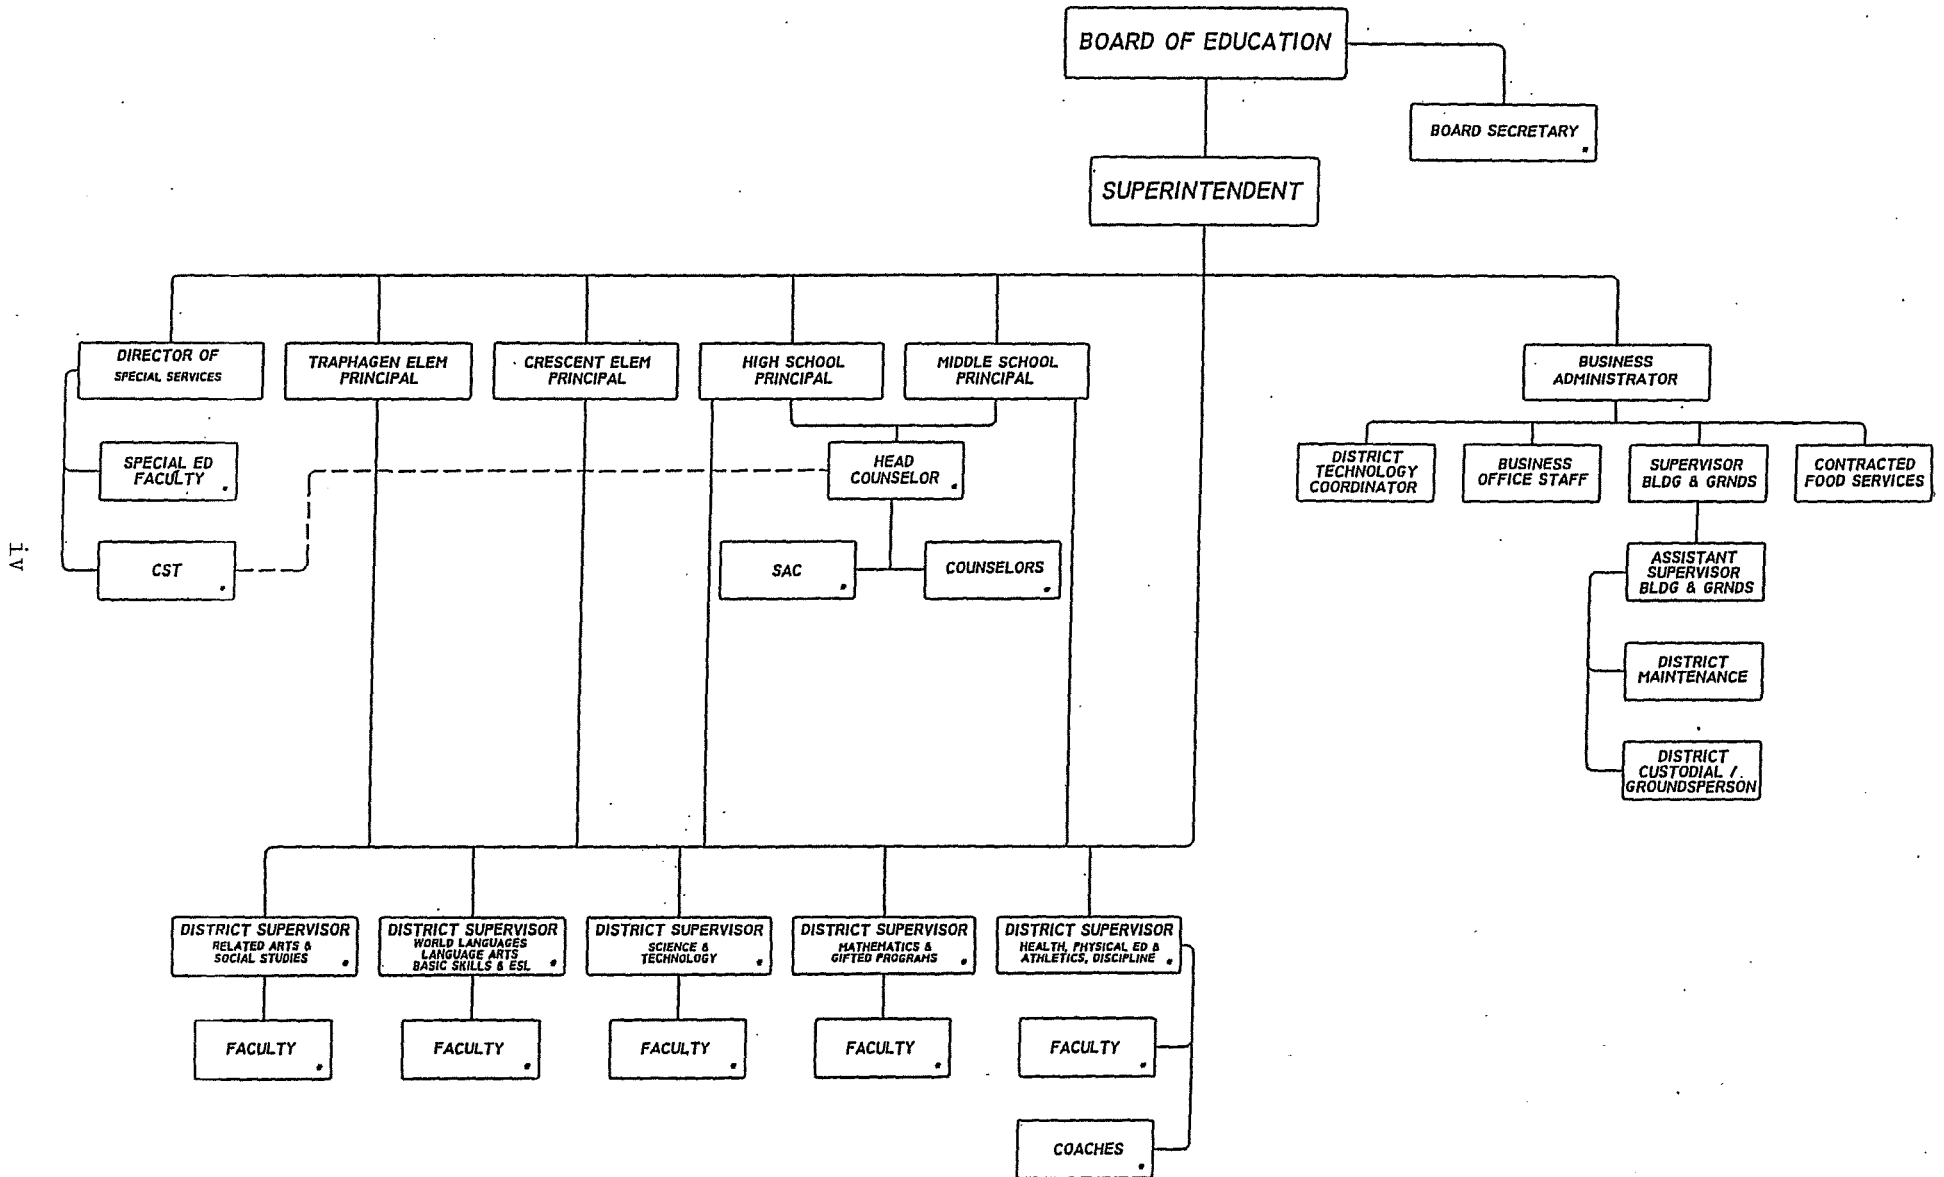 BOARD OF EDUCATION
BOARD SECRETARY
SUPERINTENDENT
DIRECTOR OF
SPECIAL SERVICES
TRAPHAGEN ELEM
PRINCIPAL
CRESCENT ELEM
PRINCIPAL
HIGH SCHOOL
PRINCIPAL
MIDDLE SCHOOL
PRINCIPAL
BUSINESS
ADMINISTRATOR
SPECIAL ED
FACULTY
HEAD
COUNSELOR
DISTRICT
TECHNOLOGY
COORDINATOR
BUSINESS
OFFICE STAFF
SUPERVISOR
BLDG & GRNDS
CONTRACTED
FOOD SERVICES
iv
CST
SAC
COUNSELORS
ASSISTANT
SUPERVISOR
BLDG & GRNDS
DISTRICT
MAINTENANCE
DISTRICT
CUSTODIAL /
GROUNDSPERSON
DISTRICT SUPERVISOR
RELATED ARTS &
SOCIAL STUDIES
DISTRICT SUPERVISOR
WORLD LANGUAGES
LANGUAGE ARTS
BASIC SKILLS & ESL
DISTRICT SUPERVISOR
SCIENCE &
TECHNOLOGY
DISTRICT SUPERVISOR
MATHEMATICS &
GIFTED PROGRAMS
DISTRICT SUPERVISOR
HEALTH, PHYSICAL ED &
ATHLETICS, DISCIPLINE
FACULTY
FACULTY
FACULTY
FACULTY
FACULTY
COACHES